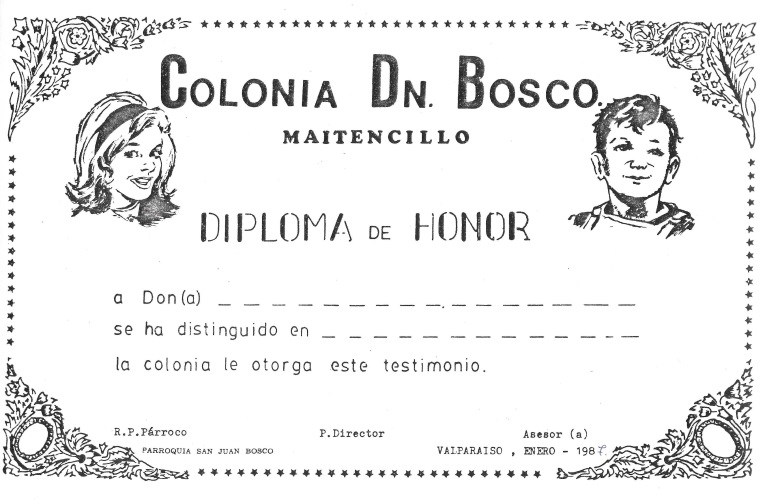 COLONIA DN. BOSCO.
MAITENCILLO
DIPLOMA DE HONOR
a Don(a) _ _ _ _ _ _ _ _ _ _ . _ _ _ _ _ _ _ _
se ha distinguido en _ _ _ _ _ _ _ _ _ _ _ . _ _
la colonia le otorga este testimonio.
R.P.Párroco P.Director Asesor (a)
PARROQUIA SAN JUAN BOSCO VALPARAISO , ENERO - 1987.